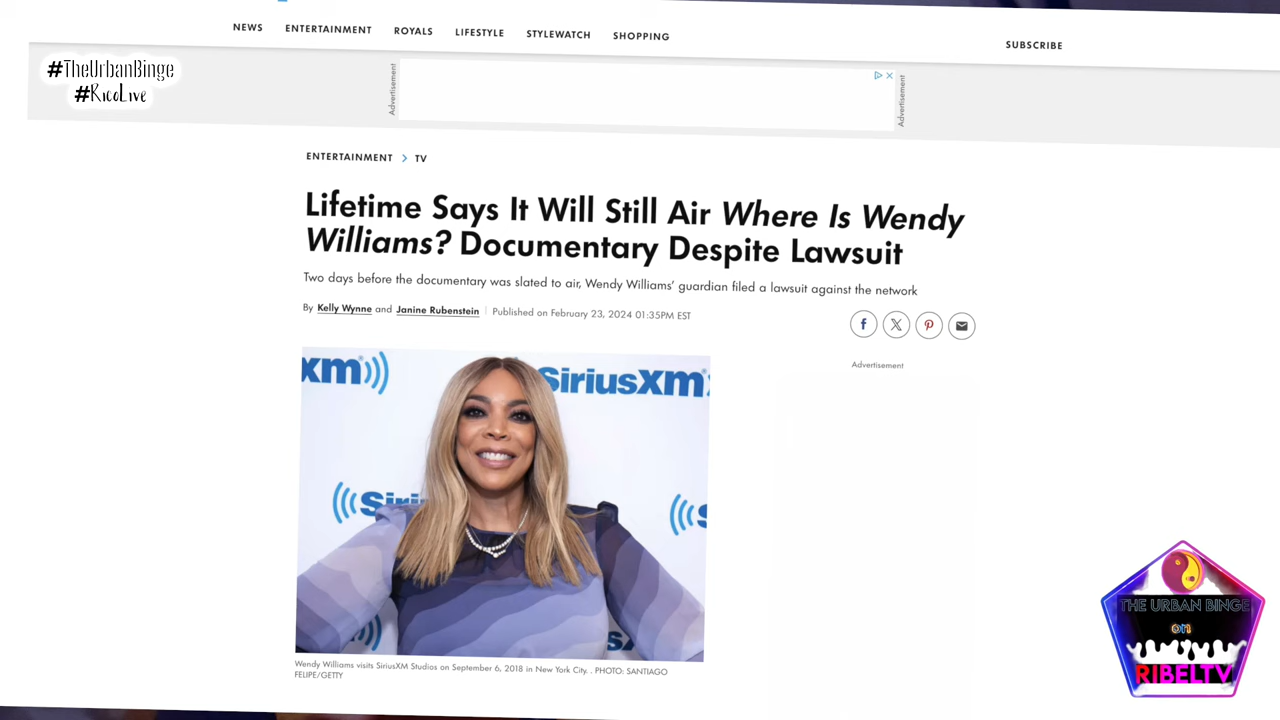 NEWS ENTERTAINMENT ROYALS LIFESTYLE STYLEWATCH SHOPPING
SUBSCRIBE
#TheUrbanBinge
#RicoLive
Advertisement
Advertisement
ENTERTAINMENT > TV
Lifetime Says It Will Still Air Where Is Wendy
Williams? Documentary Despite Lawsuit
Two days before the documentary was slated to air, Wendy Williams' guardian filed a lawsuit against the network
By Kelly Wynne and Janine Rubenstein | Published on February 23, 2024 01:35PM EST
Advertisement
xm
SiriusXM
Siri
S
Wendy Williams visits SiriusXM Studios on September 6, 2018 in New York City. . PHOTO: SANTIAGO
FELIPE/GETTY
THE URBAN BINGE
on
RIBELTV